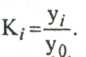 K_i = y_i / y_0.